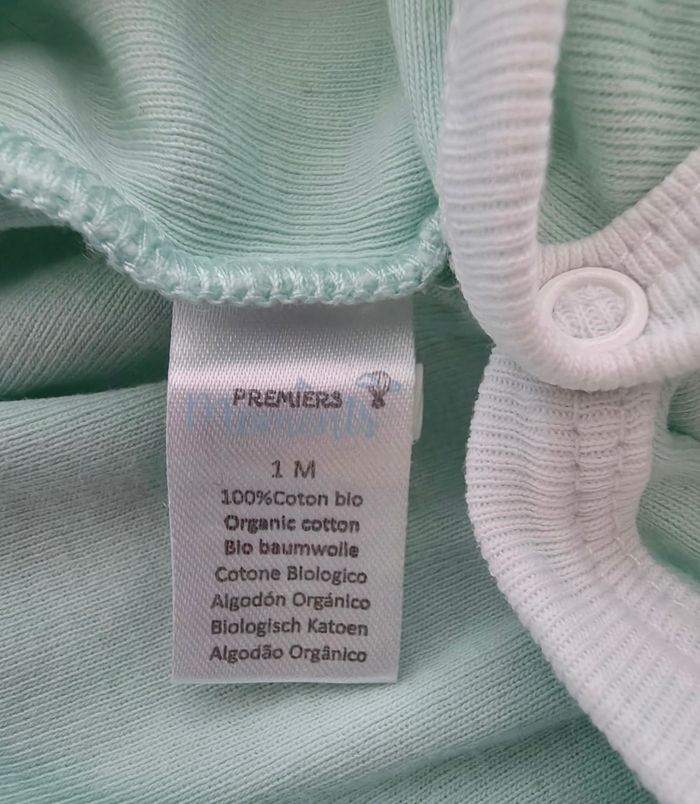 PREMIERS
Moments
1 M
100%Coton bio
Organic cotton
Bio baumwolle
Cotone Biologico
Algodón Orgánico
Biologisch Katoen
Algodão Orgânico